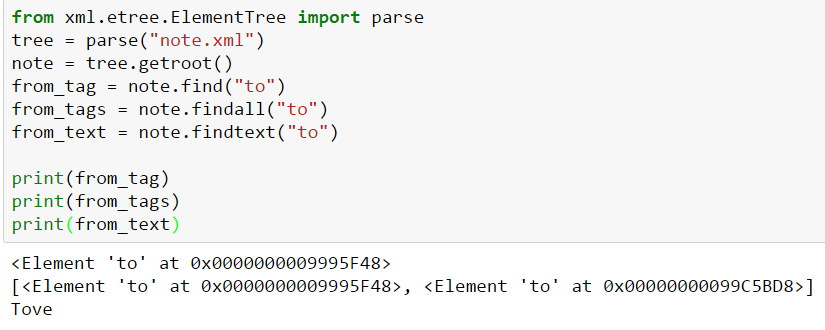 from xml.etree.ElementTree import parse
tree = parse("note.xml")
note = tree.getroot()
from_tag = note.find("to")
from_tags = note.findall("to")
from_text = note.findtext("to")
print(from_tag)
print(from_tags)
print(from_text)
<Element 'to' at 0x0000000009995F48>
[<Element 'to' at 0x0000000009995F48>, <Element 'to' at 0x00000000099C5BD8>]
Tove